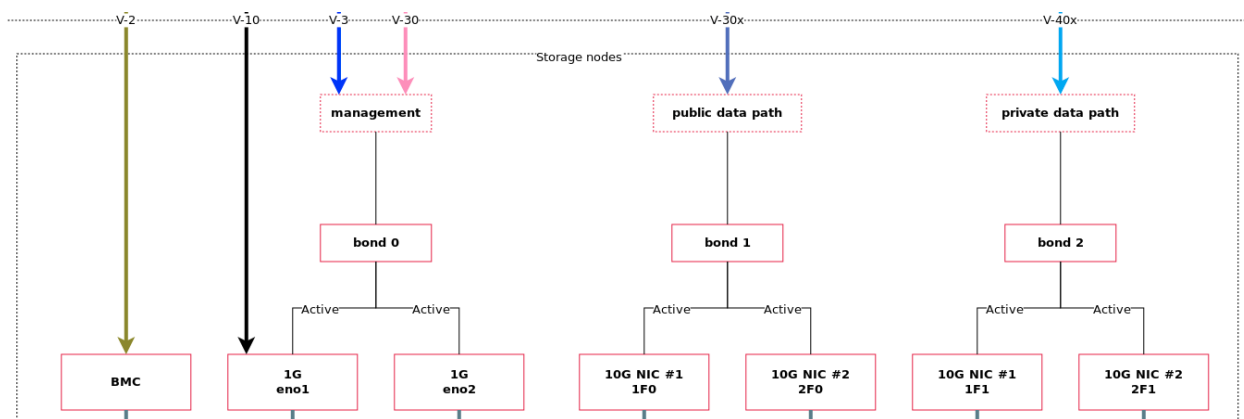 V-2
V-10
V-3
V-30
V-30x
V-40x
Storage nodes
management
public data path
private data path
bond 0
bond 1
bond 2
Active
Active
Active
Active
Active
Active
BMC
1G
eno1
1G
eno2
10G NIC #1
1F0
10G NIC #2
2F0
10G NIC #1
1F1
10G NIC #2
2F1